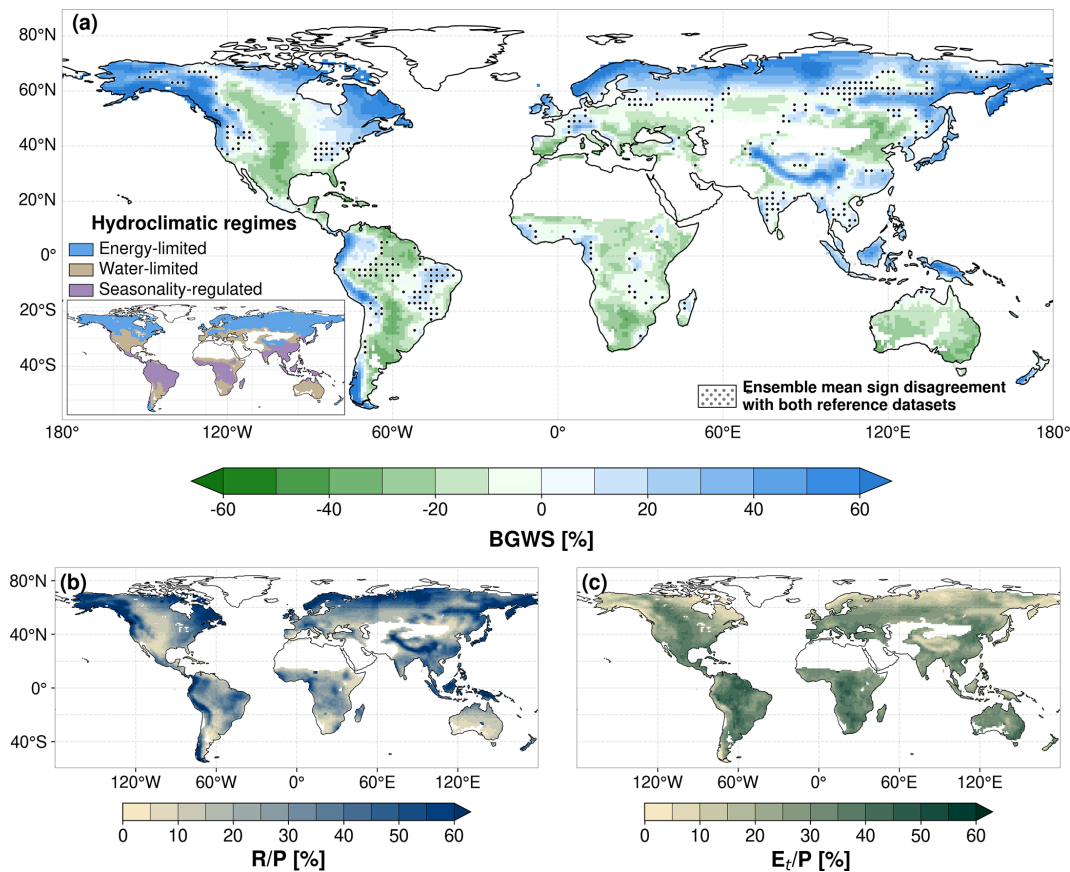 (a)
80°N
60°N
40°N
20°N
0°
20°S
40°S
Hydroclimatic regimes
Energy-limited
Water-limited
Seasonality-regulated
Ensemble mean sign disagreement
with both reference datasets
180° 120°W 60°W 0° 60°E 120°E 180°
-60 -40 -20 0 20 40 60
BGWS [%]
(b)
80°N
40°N
0°
40°S
120°W 60°W 0° 60°E 120°E
0 10 20 30 40 50 60
R/P [%]
(c)
120°W 60°W 0° 60°E 120°E
0 10 20 30 40 50 60
Eₜ/P [%]